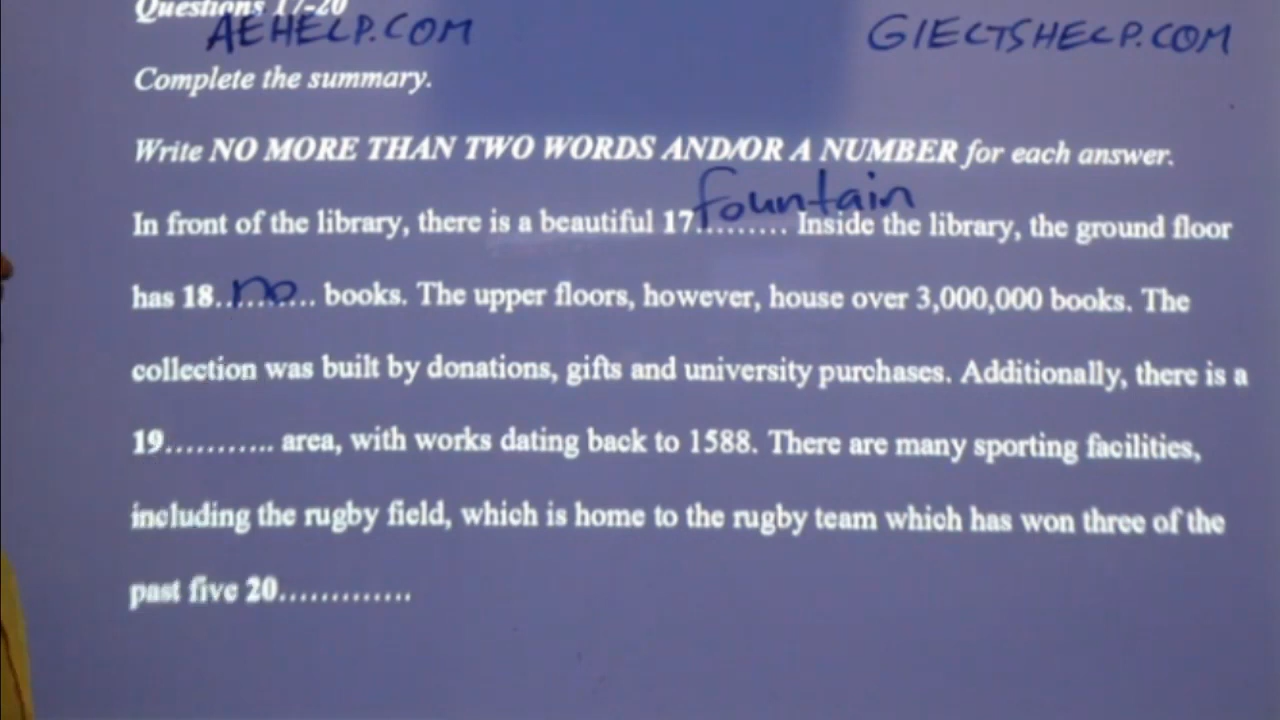 Questions 17-20
AEHELP.COM GIELTSHELP.COM
Complete the summary.
Write NO MORE THAN TWO WORDS AND/OR A NUMBER for each answer.
fountain
In front of the library, there is a beautiful 17......... Inside the library, the ground floor
has 18..no....... books. The upper floors, however, house over 3,000,000 books. The
collection was built by donations, gifts and university purchases. Additionally, there is a
19........... area, with works dating back to 1588. There are many sporting facilities,
including the rugby field, which is home to the rugby team which has won three of the
past five 20.............